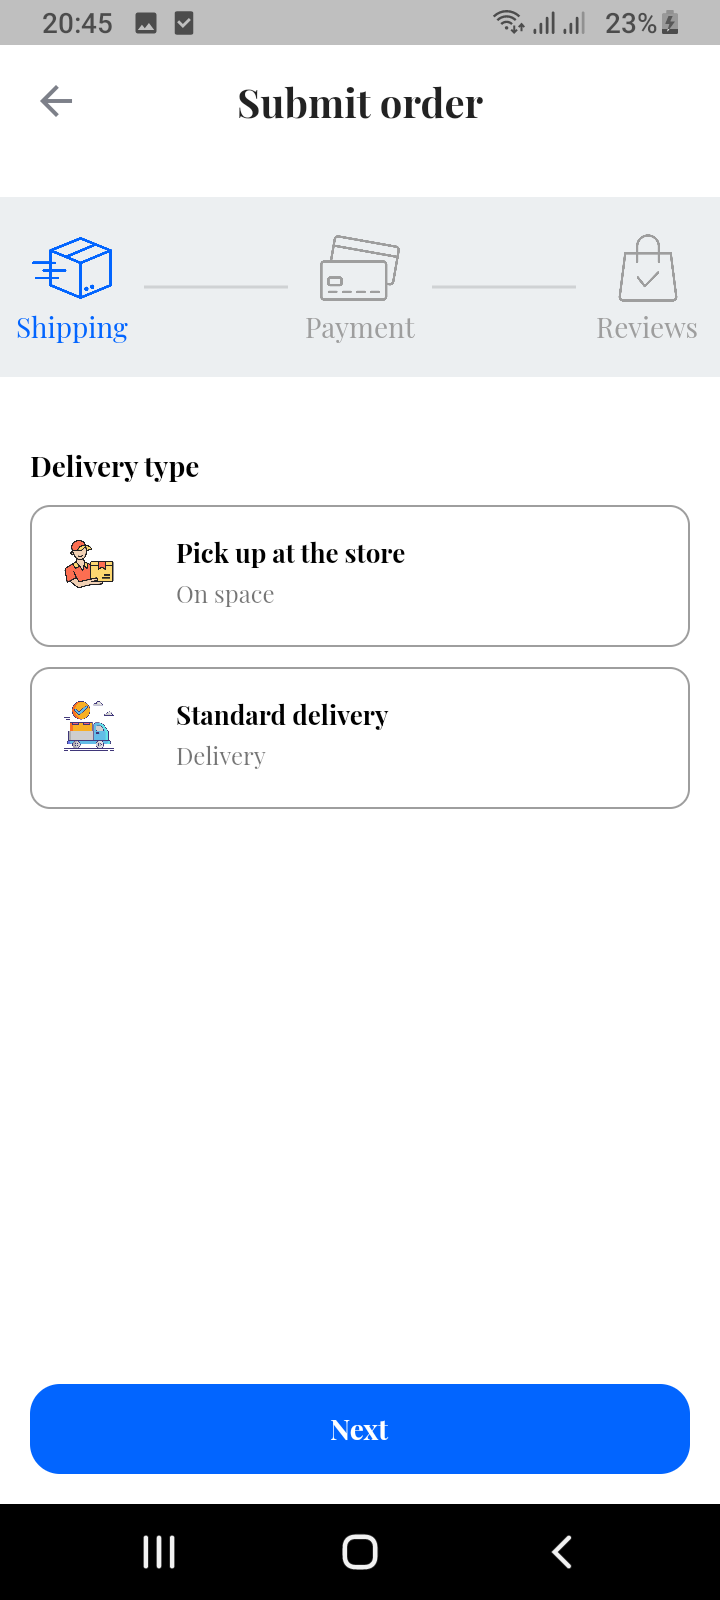 20:45
23%
Submit order
Shipping
Payment
Reviews
Delivery type
Pick up at the store
On space
Standard delivery
Delivery
Next